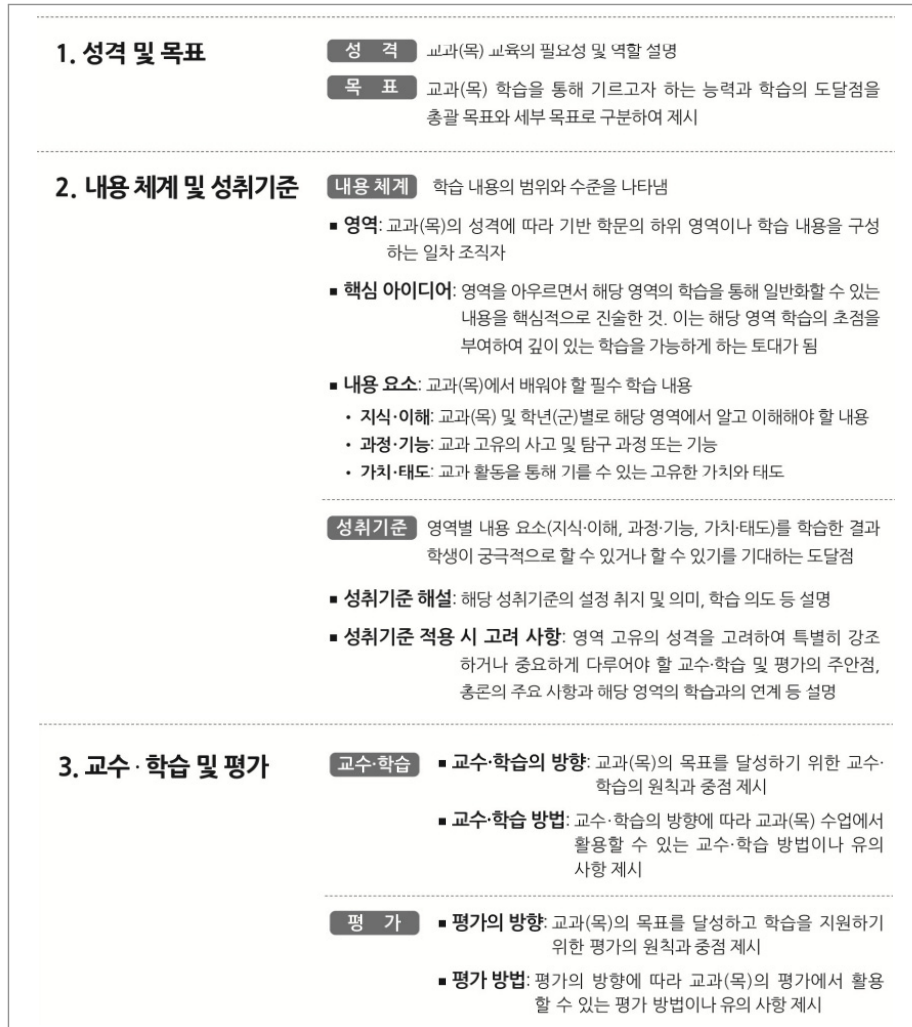 1. 성격 및 목표
성 격 교과(목) 교육의 필요성 및 역할 설명
목 표 교과(목) 학습을 통해 기르고자 하는 능력과 학습의 도달점을
총괄 목표와 세부 목표로 구분하여 제시
2. 내용 체계 및 성취기준
내용 체계 학습 내용의 범위와 수준을 나타냄
▪ 영역: 교과(목)의 성격에 따라 기반 학문의 하위 영역이나 학습 내용을 구성
하는 일차 조직자
▪ 핵심 아이디어: 영역을 아우르면서 해당 영역의 학습을 통해 일반화할 수 있는
내용을 핵심적으로 진술한 것. 이는 해당 영역 학습의 초점을
부여하여 깊이 있는 학습을 가능하게 하는 토대가 됨
▪ 내용 요소: 교과(목)에서 배워야 할 필수 학습 내용
• 지식·이해: 교과(목) 및 학년(군)별로 해당 영역에서 알고 이해해야 할 내용
• 과정·기능: 교과 고유의 사고 및 탐구 과정 또는 기능
• 가치·태도: 교과 활동을 통해 기를 수 있는 고유한 가치와 태도
성취기준 영역별 내용 요소(지식·이해, 과정·기능, 가치·태도)를 학습한 결과
학생이 궁극적으로 할 수 있거나 할 수 있기를 기대하는 도달점
▪ 성취기준 해설: 해당 성취기준의 설정 취지 및 의미, 학습 의도 등 설명
▪ 성취기준 적용 시 고려 사항: 영역 고유의 성격을 고려하여 특별히 강조
하거나 중요하게 다루어야 할 교수·학습 및 평가의 주안점,
총론의 주요 사항과 해당 영역의 학습과의 연계 등 설명
3. 교수·학습 및 평가
교수·학습 ▪ 교수·학습의 방향: 교과(목)의 목표를 달성하기 위한 교수·
학습의 원칙과 중점 제시
▪ 교수·학습 방법: 교수·학습의 방향에 따라 교과(목) 수업에서
활용할 수 있는 교수·학습 방법이나 유의
사항 제시
평 가 ▪ 평가의 방향: 교과(목)의 목표를 달성하고 학습을 지원하기
위한 평가의 원칙과 중점 제시
▪ 평가 방법: 평가의 방향에 따라 교과(목)의 평가에서 활용
할 수 있는 평가 방법이나 유의 사항 제시